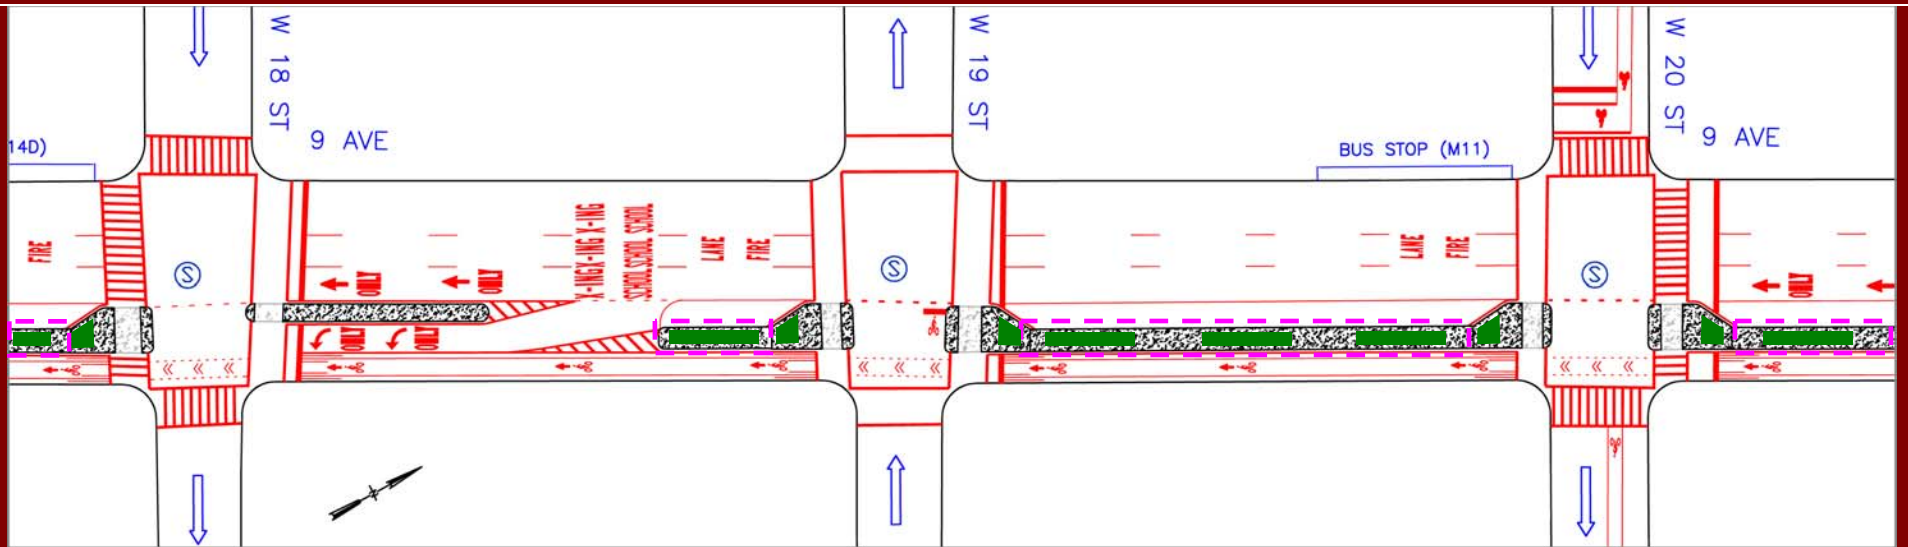 W 18 ST
W 19 ST
W 20 ST
9 AVE
9 AVE
14D)
BUS STOP (M11)
FIRE
ONLY
ONLY
X-ING X-ING X-ING
SCHOOL SCHOOL SCHOOL
LANE
FIRE
LANE
FIRE
ONLY
S
S
S
ONLY
ONLY